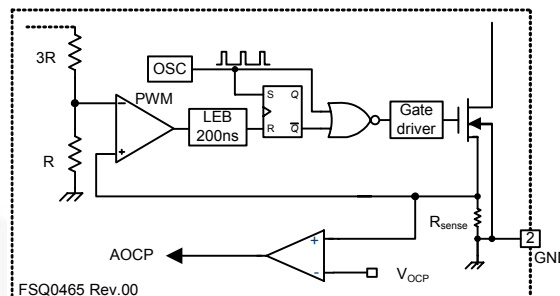 3R
OSC
PWM
S Q
R Q
LEB
200ns
Gate
driver
R
+
Rsense
2
GND
AOCP
+
-
VOCP
FSQ0465 Rev.00